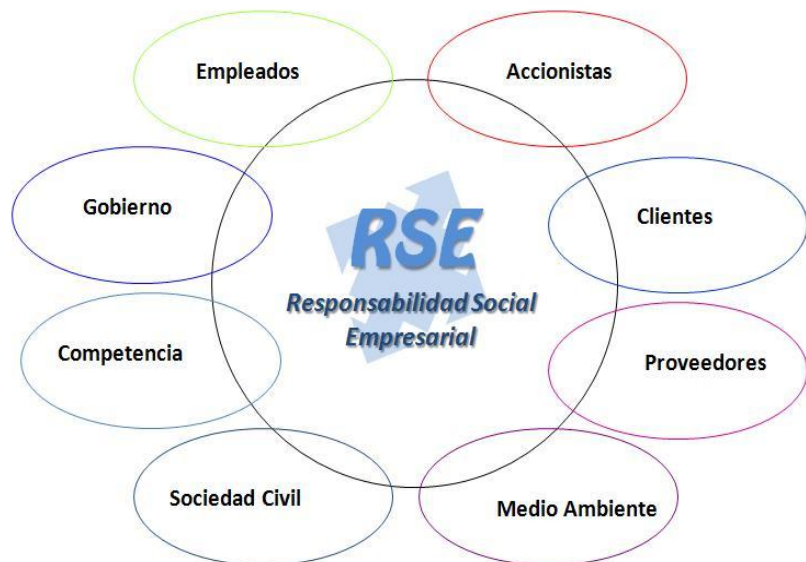 Empleados
Accionistas
Gobierno
Clientes
RSE
Responsabilidad Social
Empresarial
Competencia
Proveedores
Sociedad Civil
Medio Ambiente